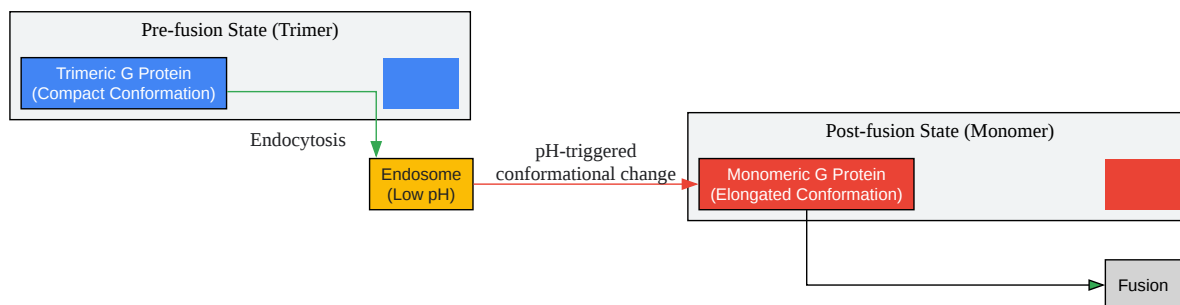 Pre-fusion State (Trimer)
Trimeric G Protein
(Compact Conformation)
Endocytosis
Endosome
(Low pH)
pH-triggered
conformational change
Post-fusion State (Monomer)
Monomeric G Protein
(Elongated Conformation)
Fusion